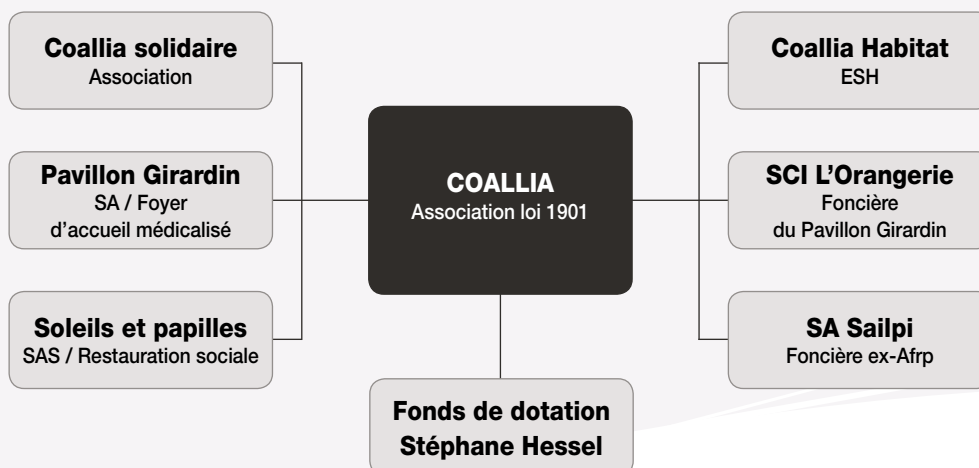 Coallia solidaire
Association
Pavillon Girardin
SA / Foyer
d'accueil médicalisé
Soleils et papilles
SAS / Restauration sociale
COALLIA
Association loi 1901
Fonds de dotation
Stéphane Hessel
Coallia Habitat
ESH
SCI L'Orangerie
Foncière
du Pavillon Girardin
SA Sailpi
Foncière ex-Afrp